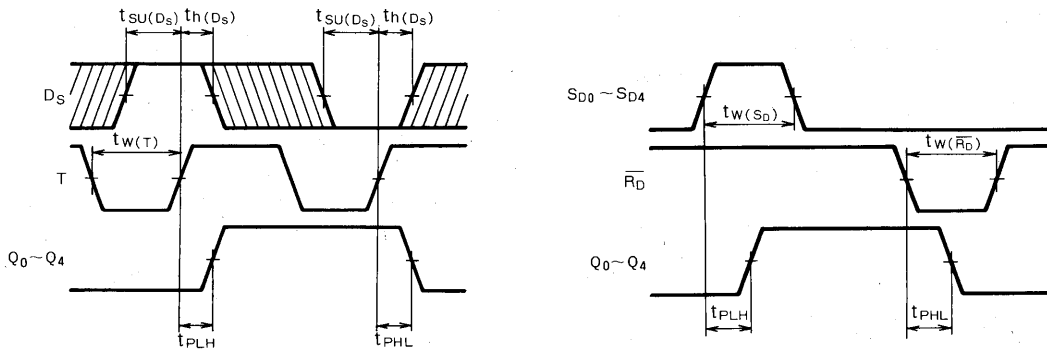 tSU(DS) th(DS) tSU(DS) th(DS)
DS
tW(T)
T
Q0~Q4
tPLH tPHL
SD0~SD4
tW(SD)
tW(R̅D̅)
R̅D̅
Q0~Q4
tPLH tPHL